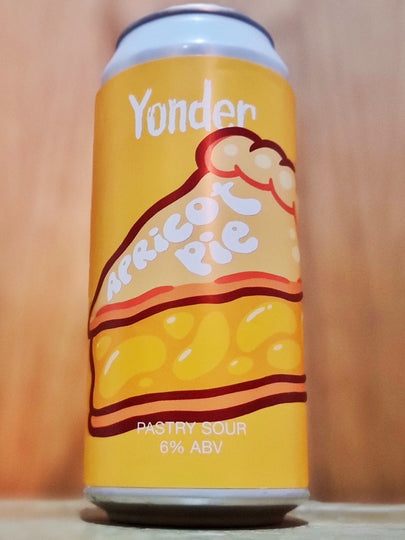 Yonder
APRiCOT
PiE
PASTRY SOUR
6% ABV